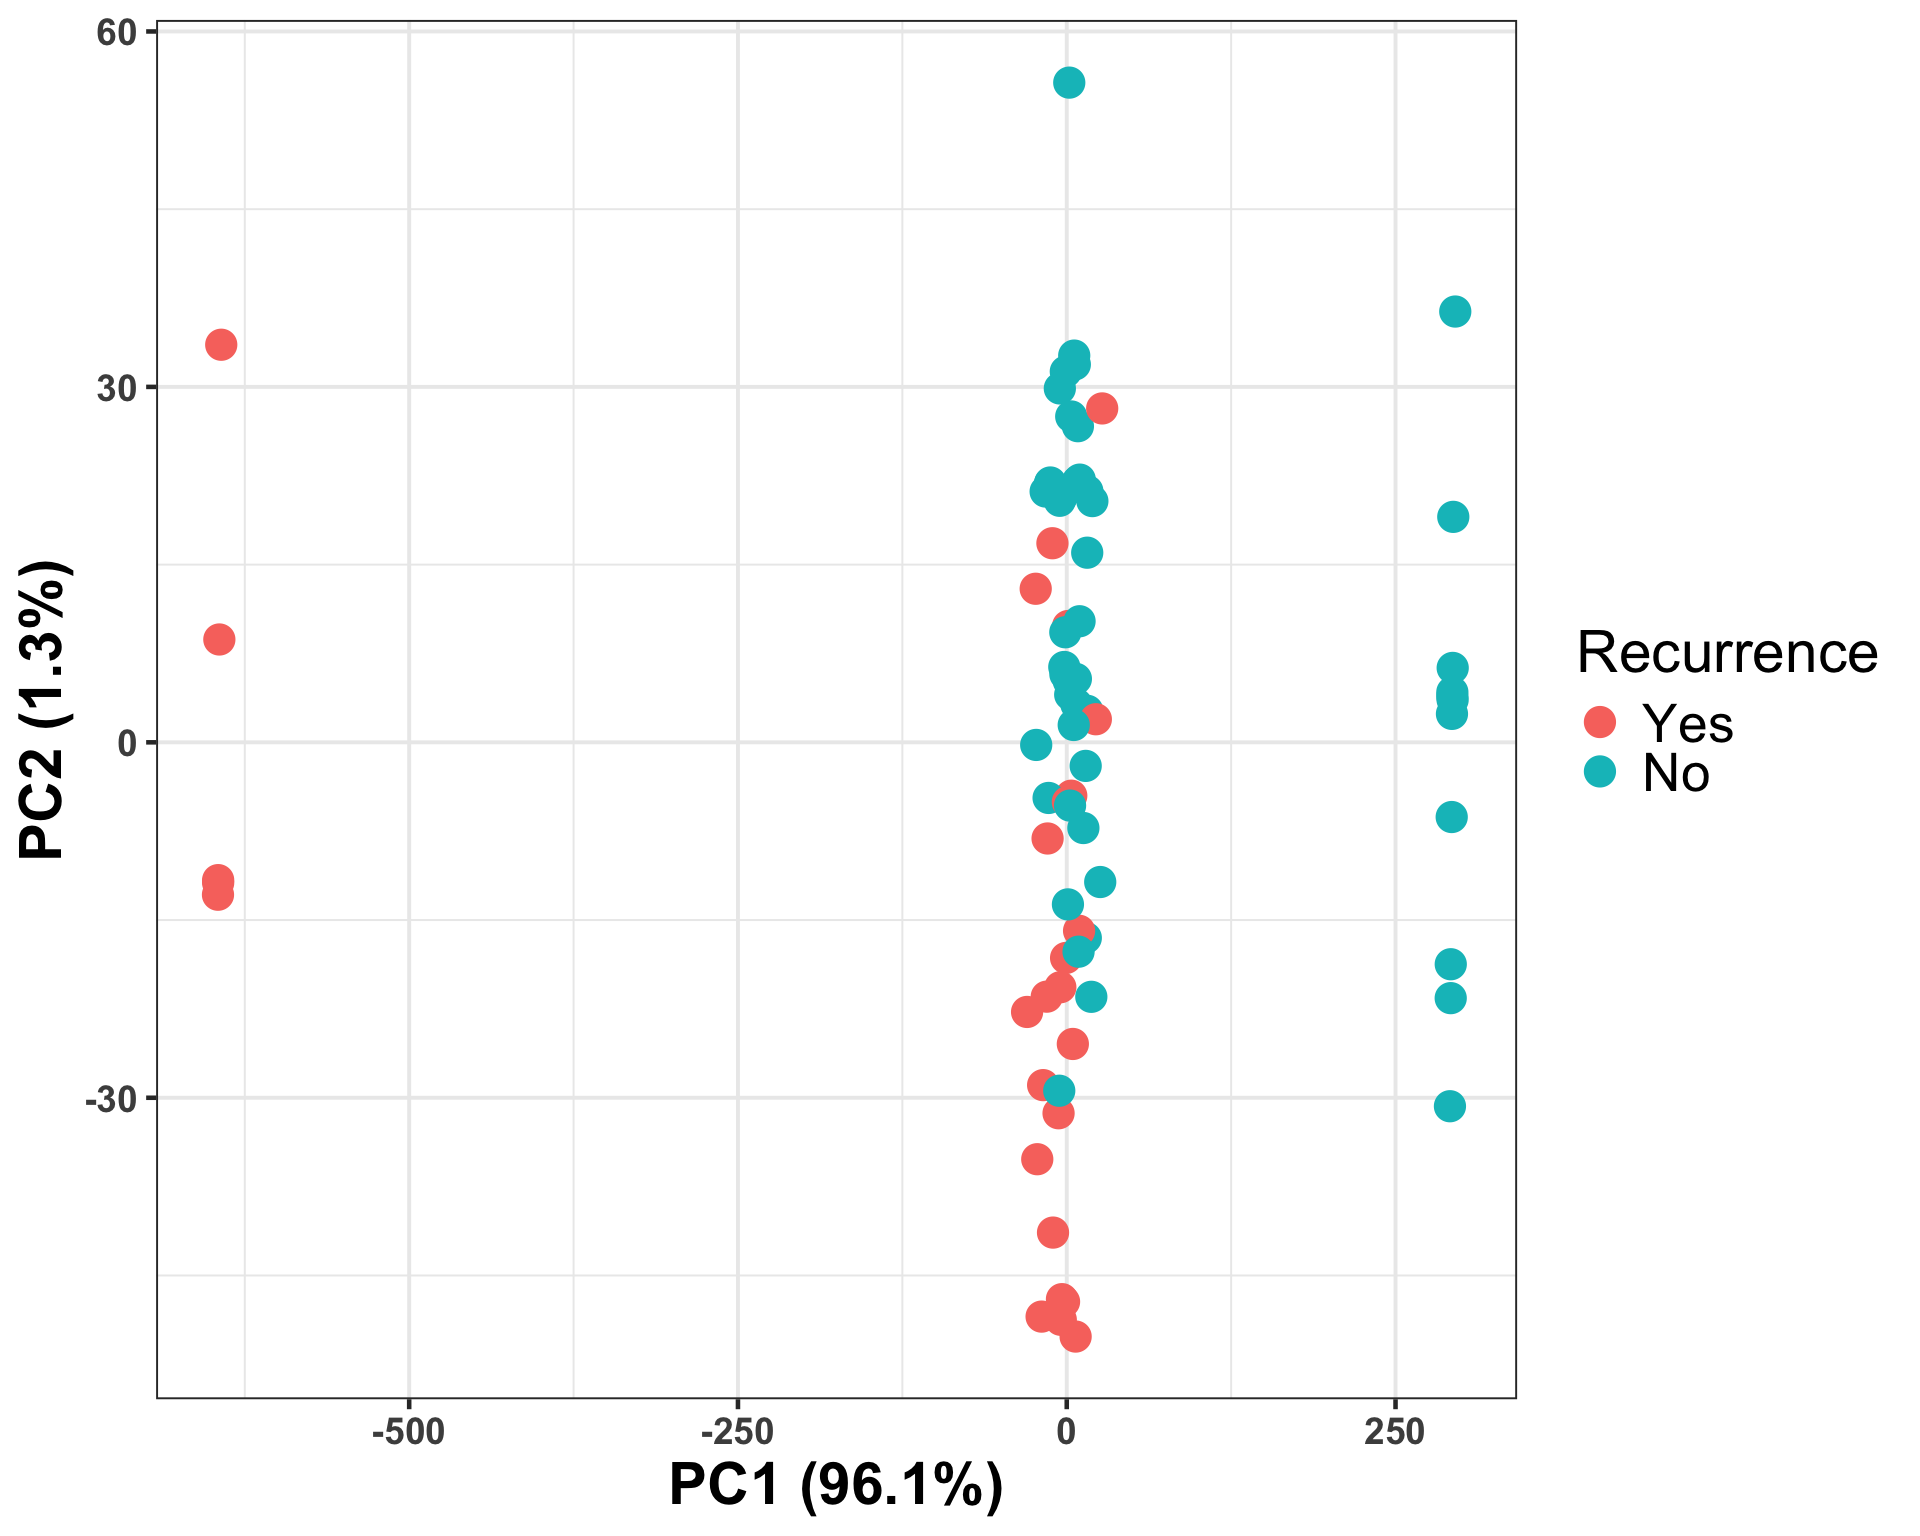 60
30
0
-30
PC2 (1.3%)
-500
-250
0
250
PC1 (96.1%)
Recurrence
Yes
No